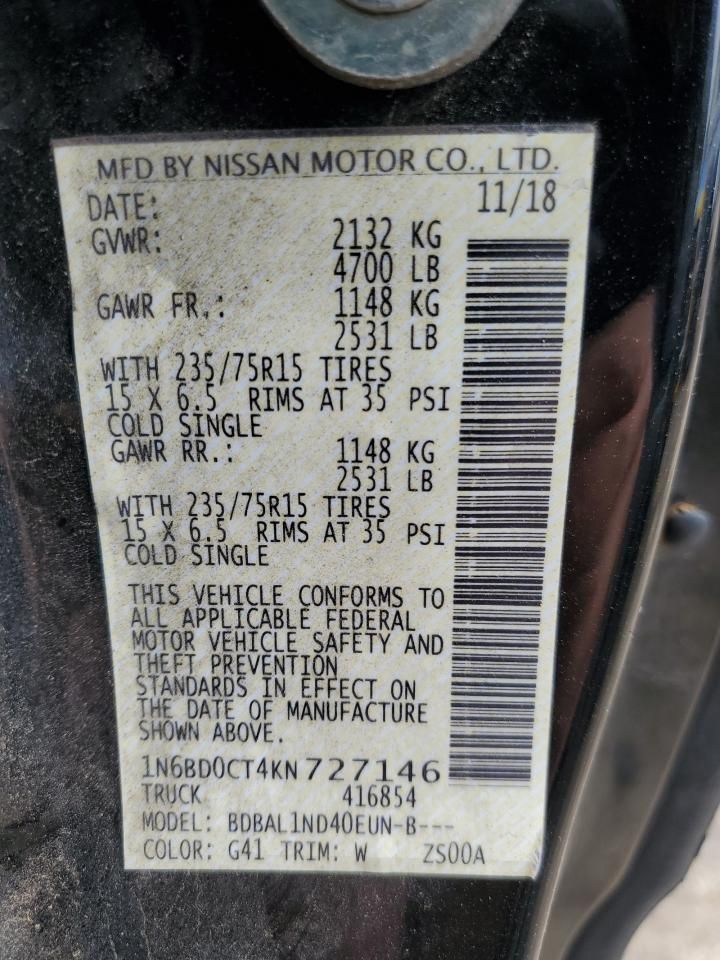 MFD BY NISSAN MOTOR CO., LTD.
DATE: 11/18
GVWR: 2132 KG
4700 LB
GAWR FR.: 1148 KG
2531 LB
WITH 235/75R15 TIRES
15 X 6.5 RIMS AT 35 PSI
COLD SINGLE
GAWR RR.: 1148 KG
2531 LB
WITH 235/75R15 TIRES
15 X 6.5 RIMS AT 35 PSI
COLD SINGLE
THIS VEHICLE CONFORMS TO
ALL APPLICABLE FEDERAL
MOTOR VEHICLE SAFETY AND
THEFT PREVENTION
STANDARDS IN EFFECT ON
THE DATE OF MANUFACTURE
SHOWN ABOVE.
1N6BD0CT4KN727146
TRUCK 416854
MODEL: BDBAL1ND40EUN-B---
COLOR: G41 TRIM: W ZS00A